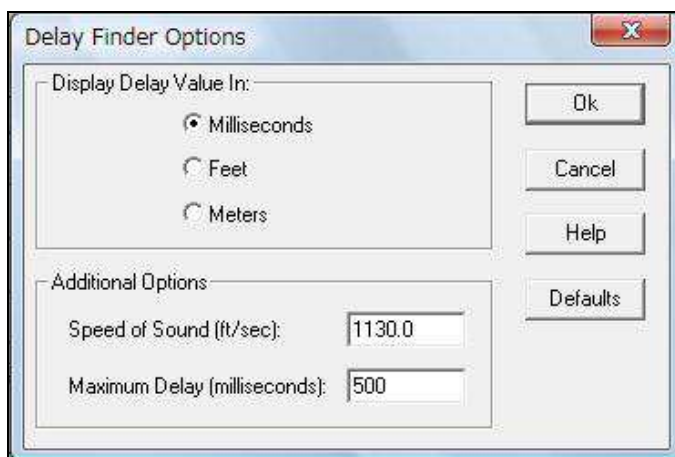 Delay Finder Options
Display Delay Value In:
Milliseconds
Feet
Meters
Additional Options
Speed of Sound (ft/sec): 1130.0
Maximum Delay (milliseconds): 500
Ok
Cancel
Help
Defaults